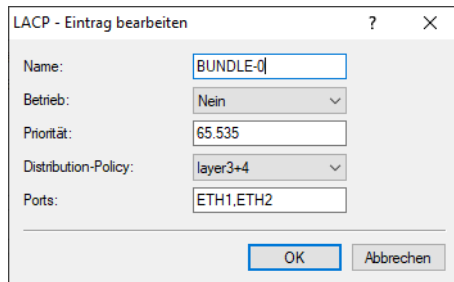 LACP - Eintrag bearbeiten ? ×
Name: BUNDLE-0
Betrieb: Nein
Priorität: 65.535
Distribution-Policy: layer3+4
Ports: ETH1,ETH2
OK Abbrechen